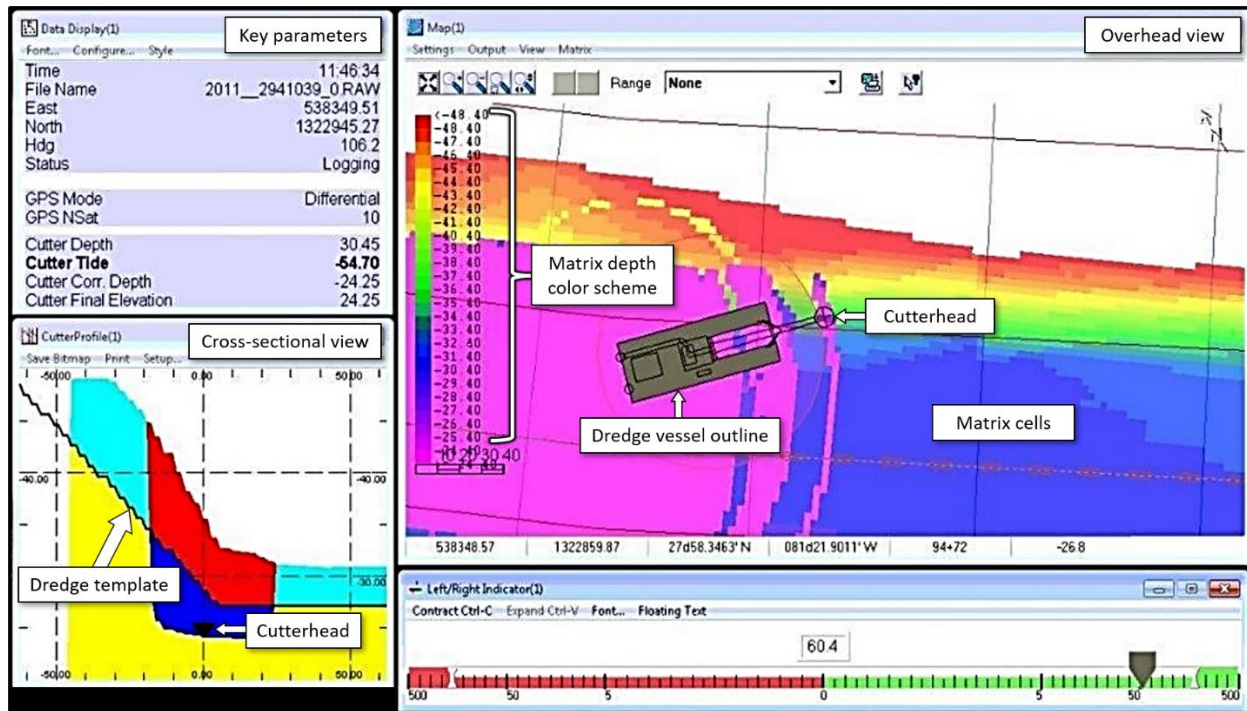 Data Display(1)
Key parameters
Font... Configure... Style
Time 11:46:34
File Name 2011__2941039_0.RAW
East 538349.51
North 1322945.27
Hdg 106.2
Status Logging
GPS Mode Differential
GPS NSat 10
Cutter Depth 30.45
Cutter Tide -54.70
Cutter Corr. Depth -24.25
Cutter Final Elevation 24.25
CutterProfile(1)
Cross-sectional view
Save Bitmap Print Setup...
-50.00 0.00 50.00
-40.00 -40.00
Dredge template
-30.00
Cutterhead
-50.00 0.00 50.00
Map(1)
Overhead view
Settings Output View Matrix
Range None
<-48.40
-48.40
-46.40
-45.40
-44.40
-43.40
-42.40
-41.40
-40.40
-39.40
-38.40
-37.40
-36.40
-35.40
-34.40
-33.40
-32.40
-31.40
-30.40
-29.40
-28.40
-27.40
-26.40
-25.40
-24.40
Matrix depth
color scheme
Cutterhead
Dredge vessel outline
Matrix cells
10 20 30 40
538348.57 1322859.87 27d58.3463' N 081d21.9011' W 94+72 -26.8
Left/Right Indicator(1)
Contract Ctrl-C Expand Ctrl-V Font... Floating Text
60.4
500 50 5 0 5 50 500